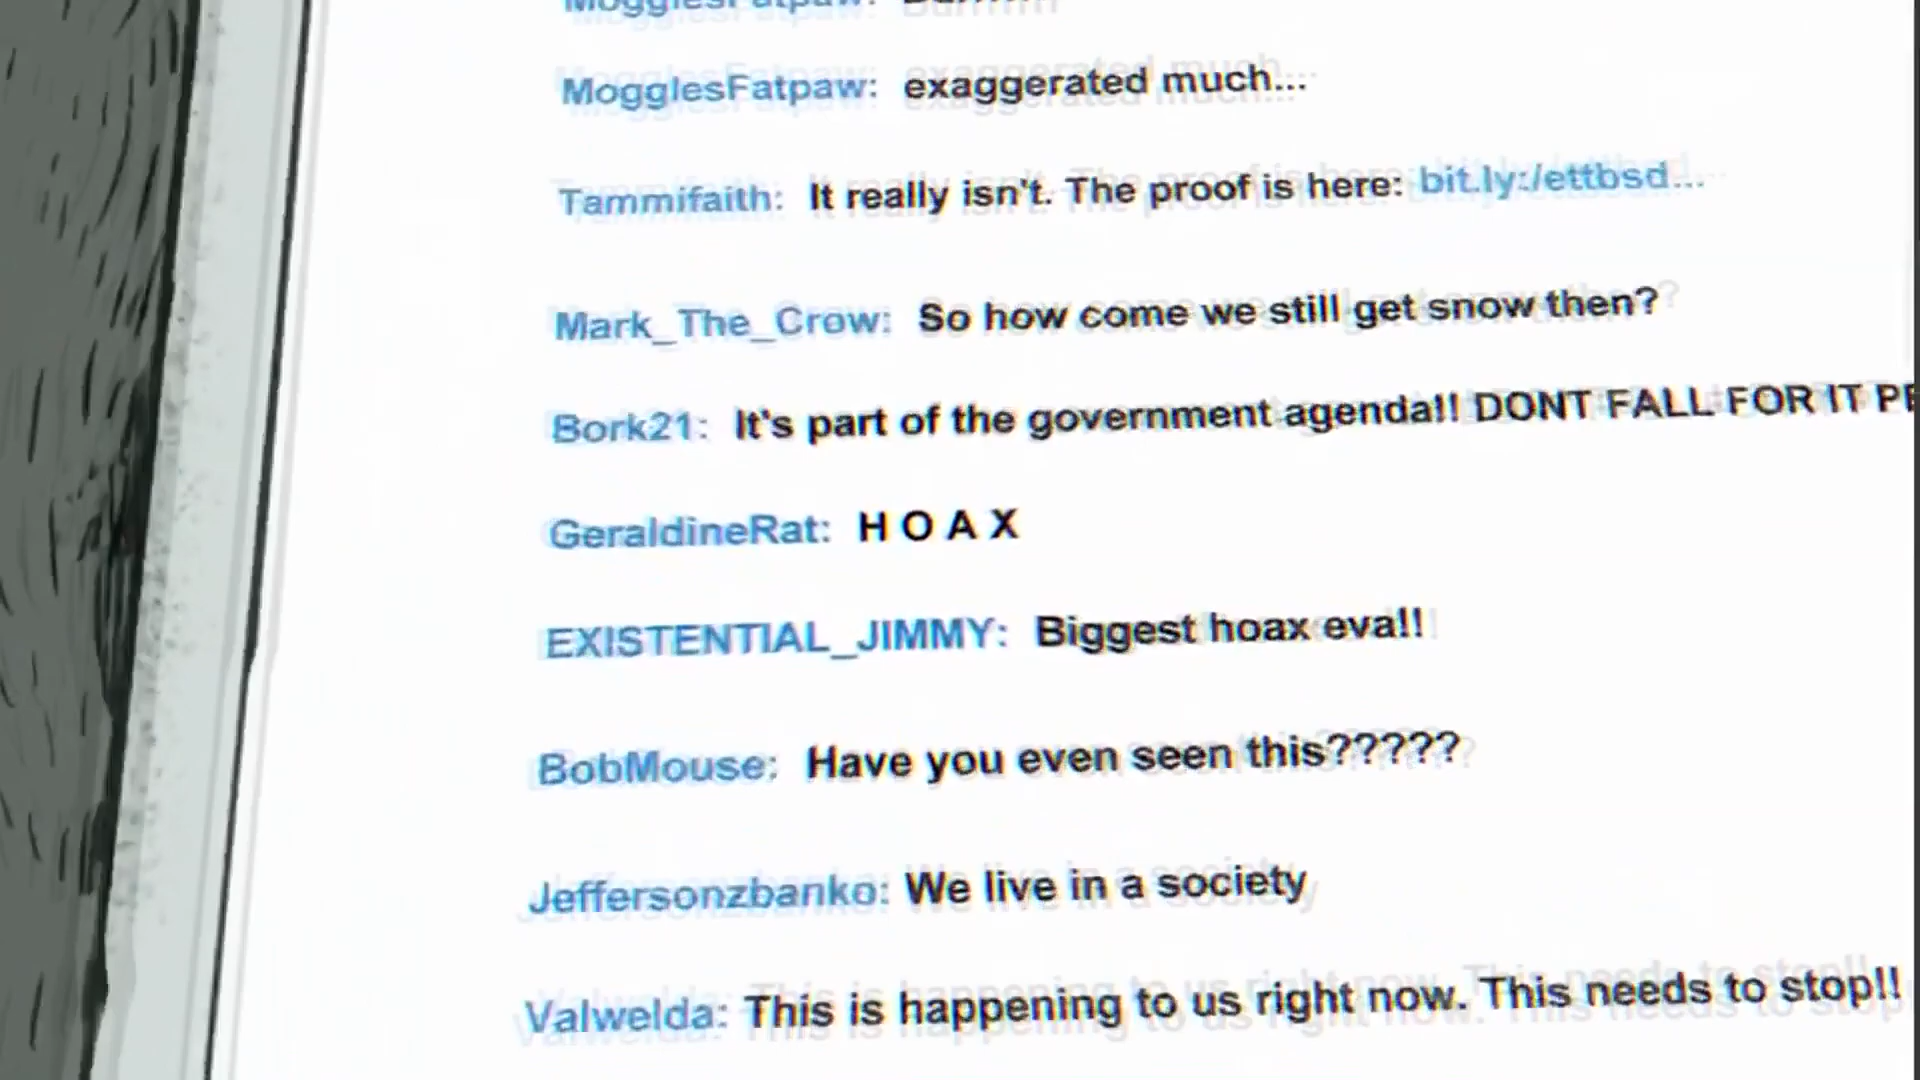 MogglesFatpaw:
MogglesFatpaw: exaggerated much...
Tammifaith: It really isn't. The proof is here: bit.ly:/ettbsd...
Mark_The_Crow: So how come we still get snow then?
Bork21: It's part of the government agenda!! DONT FALL FOR IT
GeraldineRat: H O A X
EXISTENTIAL_JIMMY: Biggest hoax eva!!
BobMouse: Have you even seen this?????
Jeffersonzbanko: We live in a society
Valwelda: This is happening to us right now. This needs to stop!!